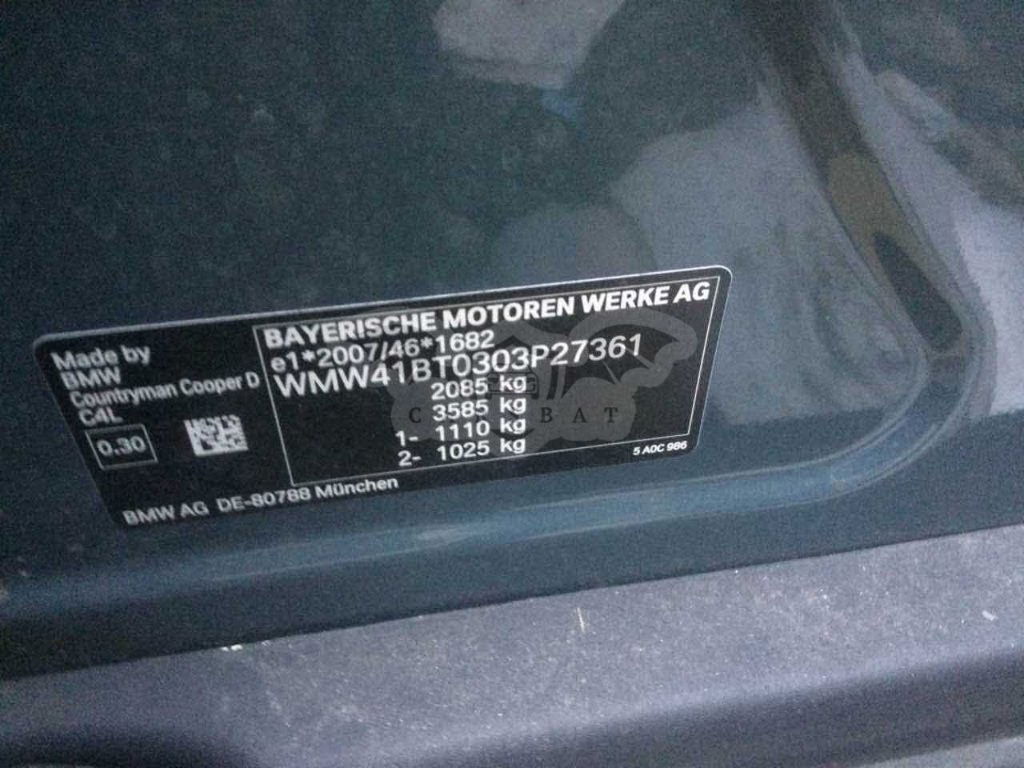 BAYERISCHE MOTOREN WERKE AG
e1*2007/46*1682
WMW41BT0303P27361
2085 kg
3585 kg
1- 1110 kg
2- 1025 kg
Made by
BMW
Countryman Cooper D
C4L
0.30
5 A0C 986
BMW AG DE-80788 München